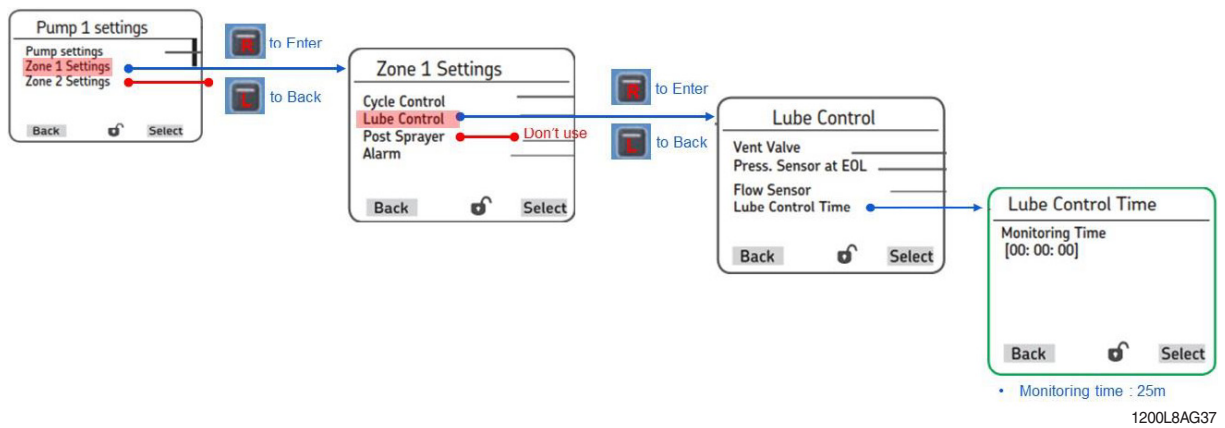 Pump 1 settings
Pump settings
Zone 1 Settings
Zone 2 Settings
Back Select
R to Enter
L to Back
Zone 1 Settings
Cycle Control
Lube Control
Post Sprayer Don't use
Alarm
Back Select
R to Enter
L to Back
Lube Control
Vent Valve
Press. Sensor at EOL
Flow Sensor
Lube Control Time
Back Select
Lube Control Time
Monitoring Time
[00: 00: 00]
Back Select
• Monitoring time : 25m
1200L8AG37